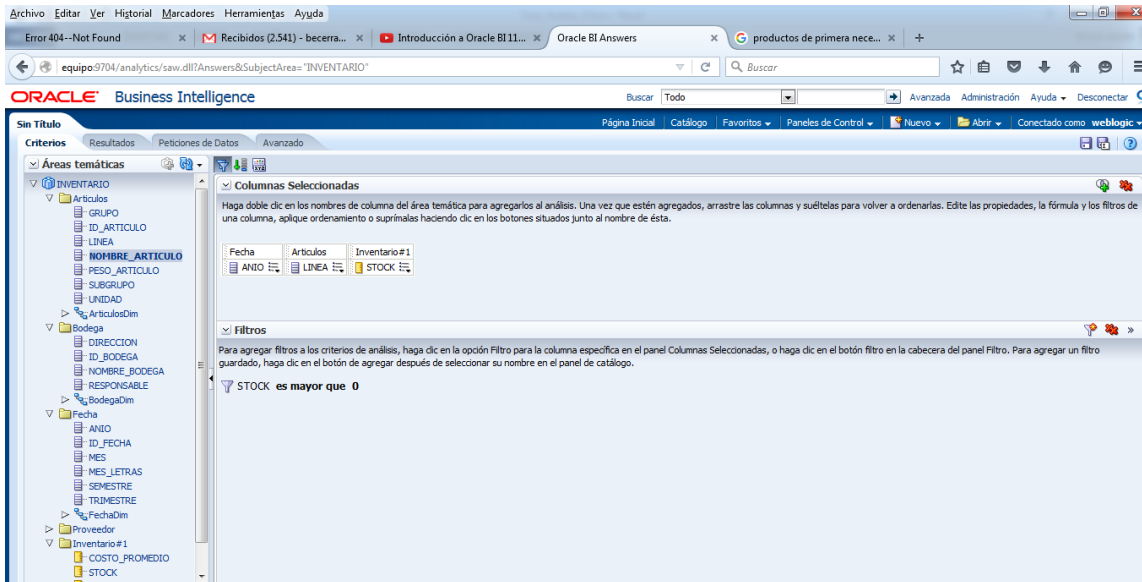 Archivo Editar Ver Historial Marcadores Herramientas Ayuda
Error 404--Not Found
Recibidos (2.541) - becerra...
Introducción a Oracle BI 11...
Oracle BI Answers
productos de primera nece...
equipo:9704/analytics/saw.dll?Answers&SubjectArea="INVENTARIO"
Buscar
ORACLE Business Intelligence
Buscar Todo Avanzada Administración Ayuda Desconectar
Sin Título
Página Inicial Catálogo Favoritos Paneles de Control Nuevo Abrir Conectado como weblogic
Criterios Resultados Peticiones de Datos Avanzado
Áreas temáticas
INVENTARIO
Articulos
GRUPO
ID_ARTICULO
LINEA
NOMBRE_ARTICULO
PESO_ARTICULO
SUBGRUPO
UNIDAD
ArticulosDim
Bodega
DIRECCION
ID_BODEGA
NOMBRE_BODEGA
RESPONSABLE
BodegaDim
Fecha
ANIO
ID_FECHA
MES
MES_LETRAS
SEMESTRE
TRIMESTRE
FechaDim
Proveedor
Inventario#1
COSTO_PROMEDIO
STOCK
Columnas Seleccionadas
Haga doble clic en los nombres de columna del área temática para agregarlos al análisis. Una vez que estén agregados, arrastre las columnas y suéltelas para volver a ordenarlas. Edite las propiedades, la fórmula y los filtros de
una columna, aplique ordenamiento o suprímalas haciendo clic en los botones situados junto al nombre de ésta.
Fecha Articulos Inventario#1
ANIO LINEA STOCK
Filtros
Para agregar filtros a los criterios de análisis, haga clic en la opción Filtro para la columna específica en el panel Columnas Seleccionadas, o haga clic en el botón filtro en la cabecera del panel Filtro. Para agregar un filtro
guardado, haga clic en el botón de agregar después de seleccionar su nombre en el panel de catálogo.
STOCK es mayor que 0